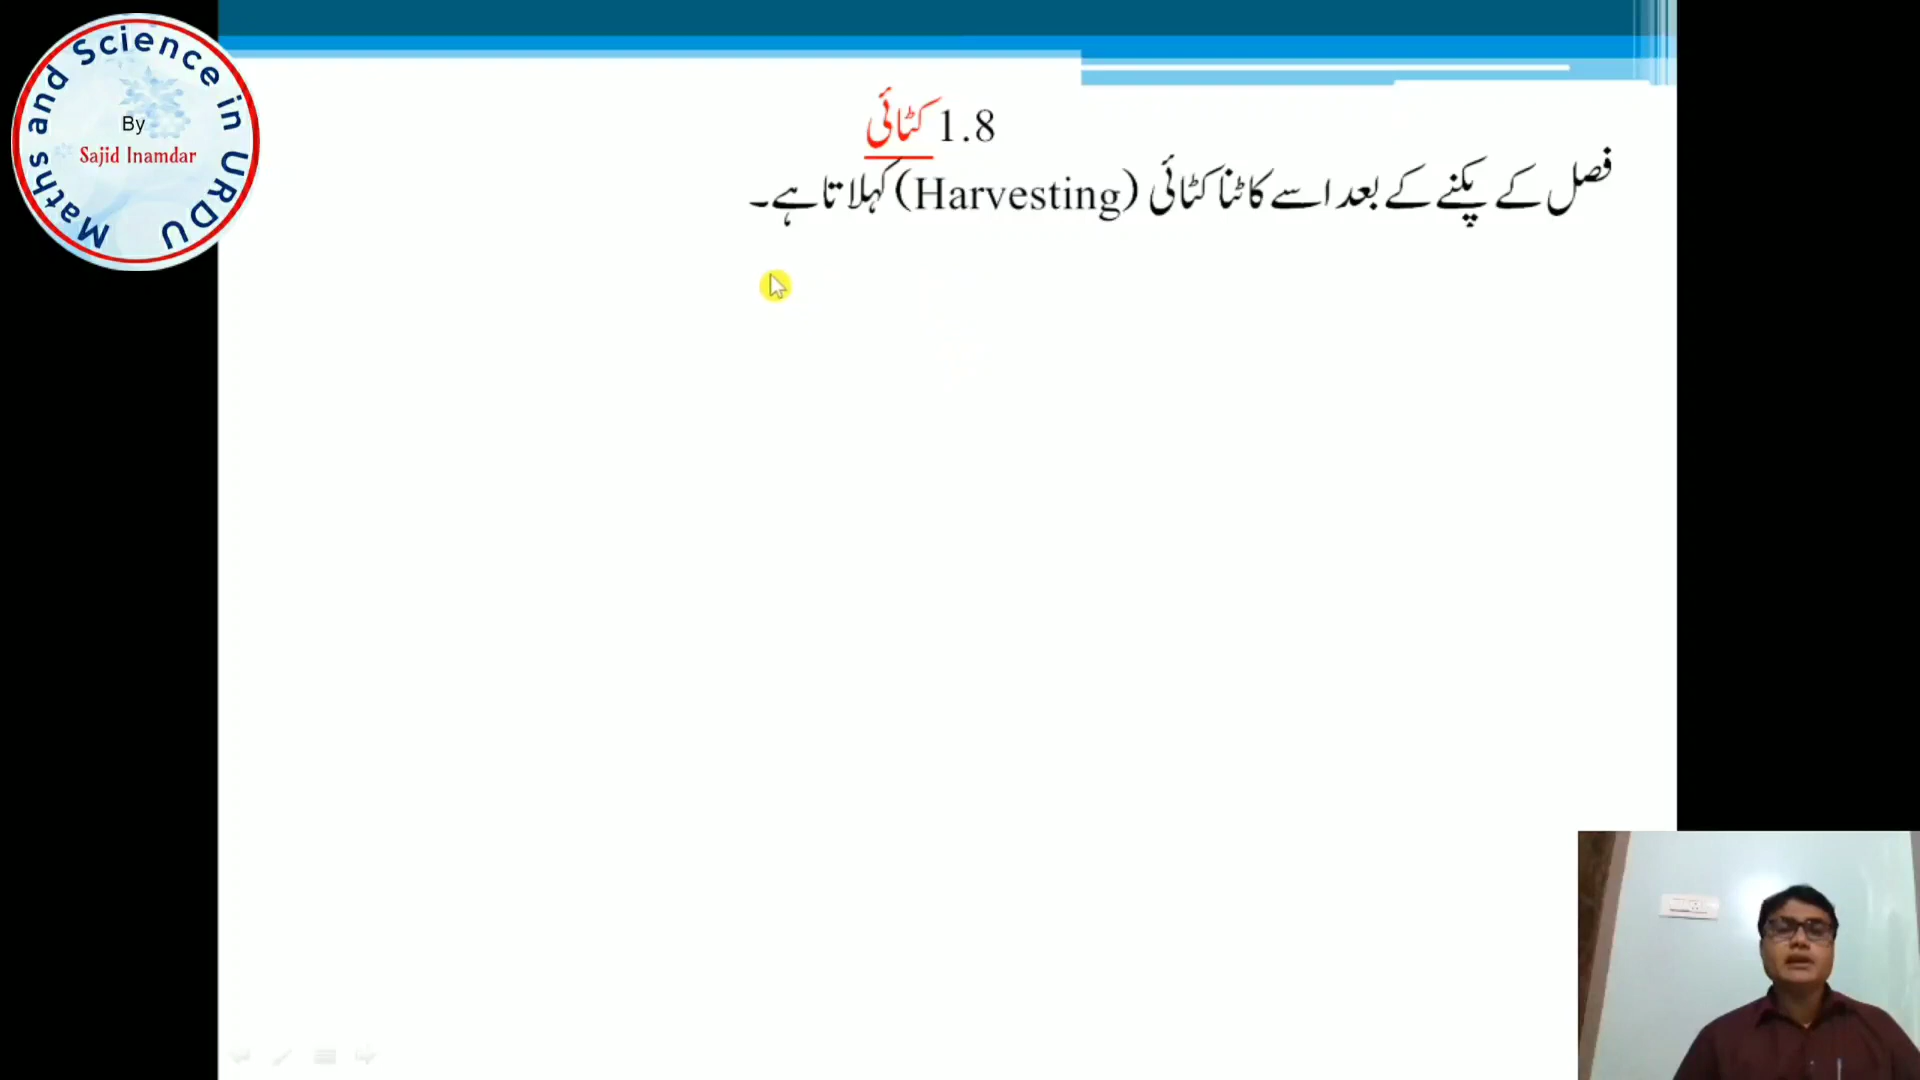 Maths and Science in URDU
By
Sajid Inamdar
1.8 کٹائی
فصل کے پکنے کے بعد اسے کاٹنا کٹائی (Harvesting) کہلاتا ہے۔